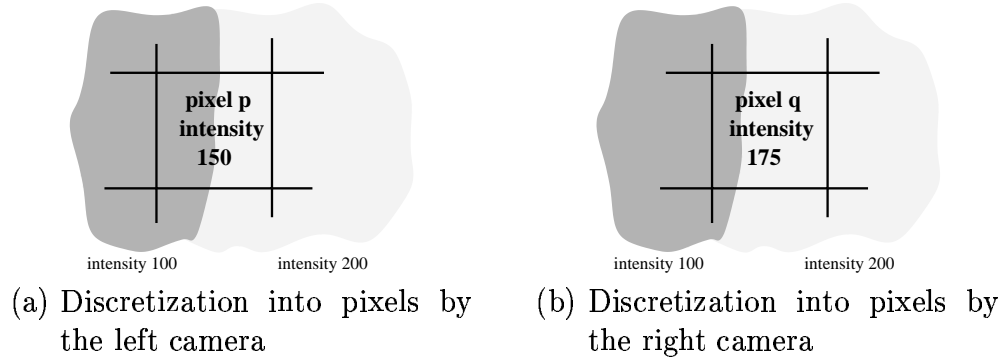 pixel p
intensity
150
intensity 100
intensity 200
(a) Discretization into pixels by
the left camera
pixel q
intensity
175
intensity 100
intensity 200
(b) Discretization into pixels by
the right camera